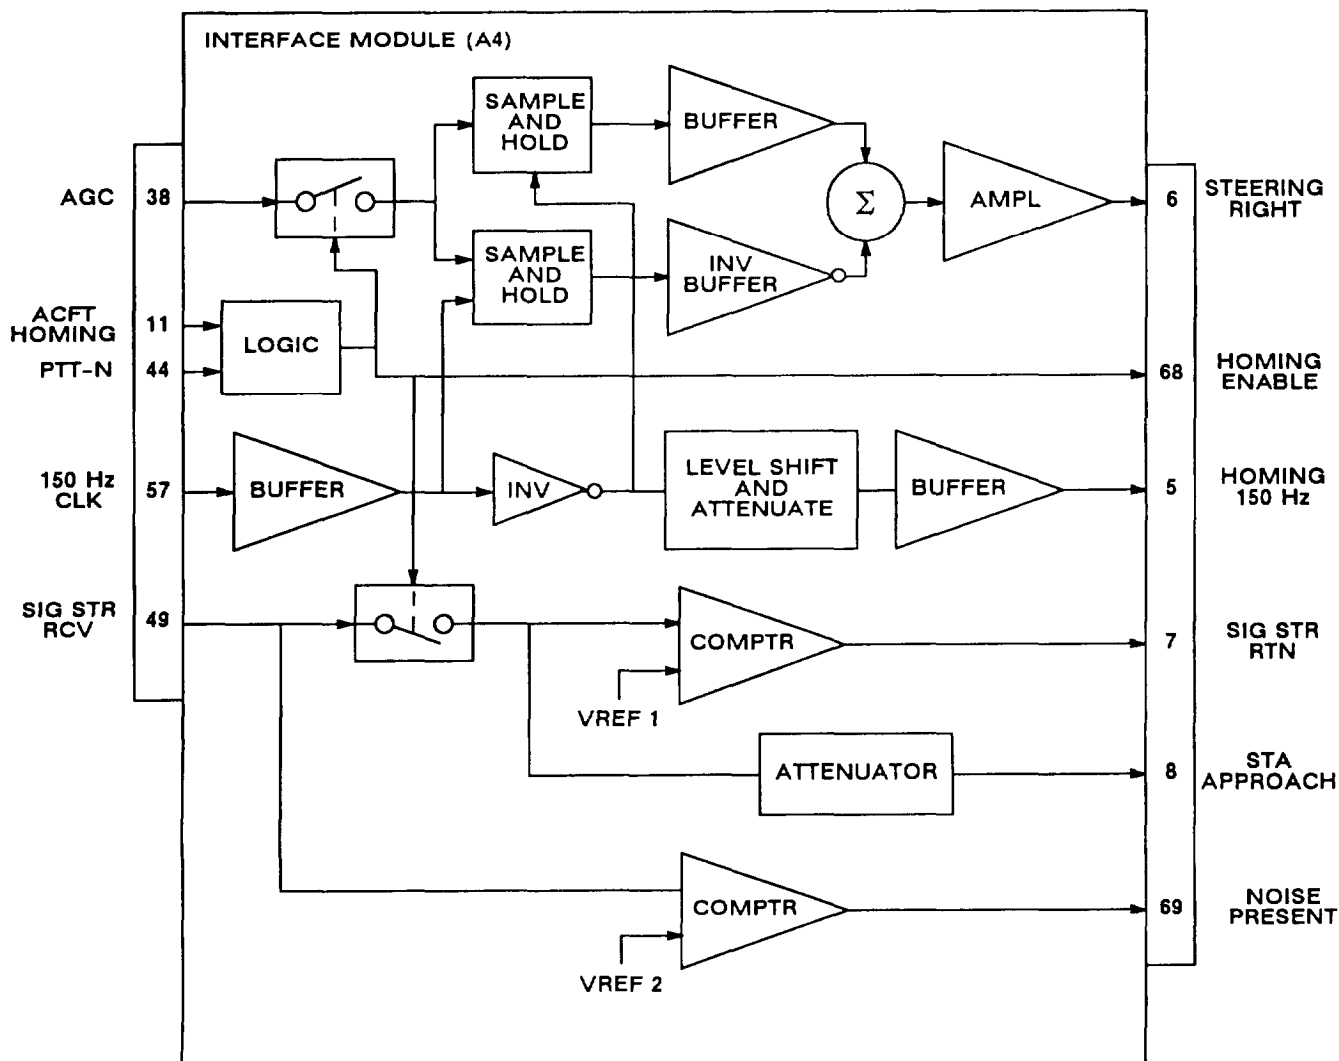 INTERFACE MODULE (A4)
SAMPLE
AND
HOLD
BUFFER
AGC
38
AMPL
Σ
6
STEERING
RIGHT
SAMPLE
AND
HOLD
INV
BUFFER
ACFT
HOMING
11
PTT-N
44
LOGIC
68
HOMING
ENABLE
150 Hz
CLK
57
BUFFER
INV
LEVEL SHIFT
AND
ATTENUATE
BUFFER
5
HOMING
150 Hz
SIG STR
RCV
49
COMPTR
VREF 1
7
SIG STR
RTN
ATTENUATOR
8
STA
APPROACH
COMPTR
VREF 2
69
NOISE
PRESENT